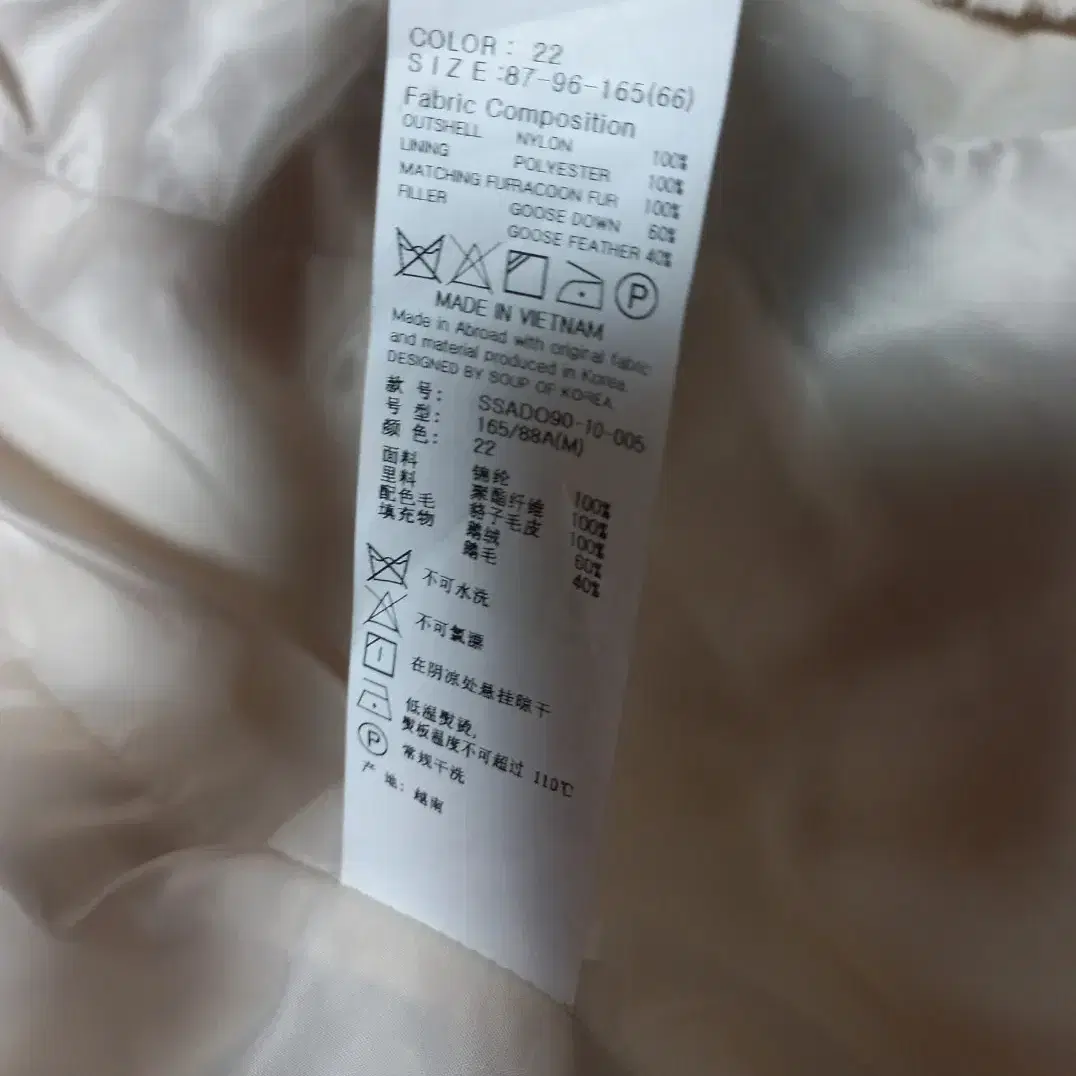 COLOR : 22
SIZE :87-96-165(66)
Fabric Composition
OUTSHELL NYLON 100%
LINING POLYESTER 100%
MATCHING FURRACOON FUR 100%
FILLER GOOSE DOWN 60%
GOOSE FEATHER 40%
P
MADE IN VIETNAM
Made in Abroad with original fabric
and material produced in Korea.
DESIGNED BY SOUP OF KOREA.
款 号: SSADO90-10-005
号 型: 165/88A(M)
颜 色: 22
面料 锦纶 100%
里料 聚酯纤维 100%
配色毛 貉子毛皮 100%
填充物 鹅绒 60%
鹅毛 40%
不可水洗
不可氯漂
在阴凉处悬挂晾干
低温熨烫,
熨板温度不可超过 110℃
P 常规干洗
产 地: 越南